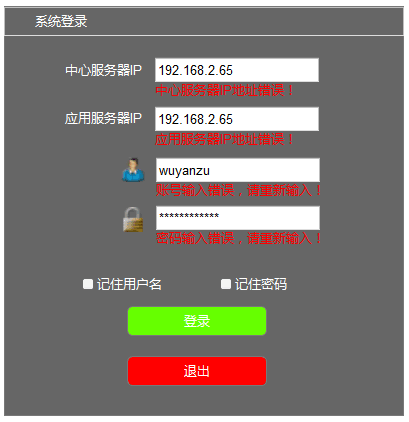 系统登录
中心服务器IP 192.168.2.65
中心服务器IP地址错误！
应用服务器IP 192.168.2.65
应用服务器IP地址错误！
wuyanzu
账号输入错误，请重新输入！
************
密码输入错误，请重新输入！
记住用户名 记住密码
登录
退出